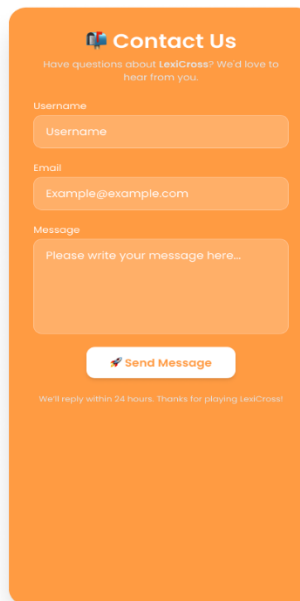 📬 Contact Us
Have questions about LexiCross? We'd love to
hear from you.
Username
Username
Email
Example@example.com
Message
Please write your message here...
🚀 Send Message
We'll reply within 24 hours. Thanks for playing LexiCross!